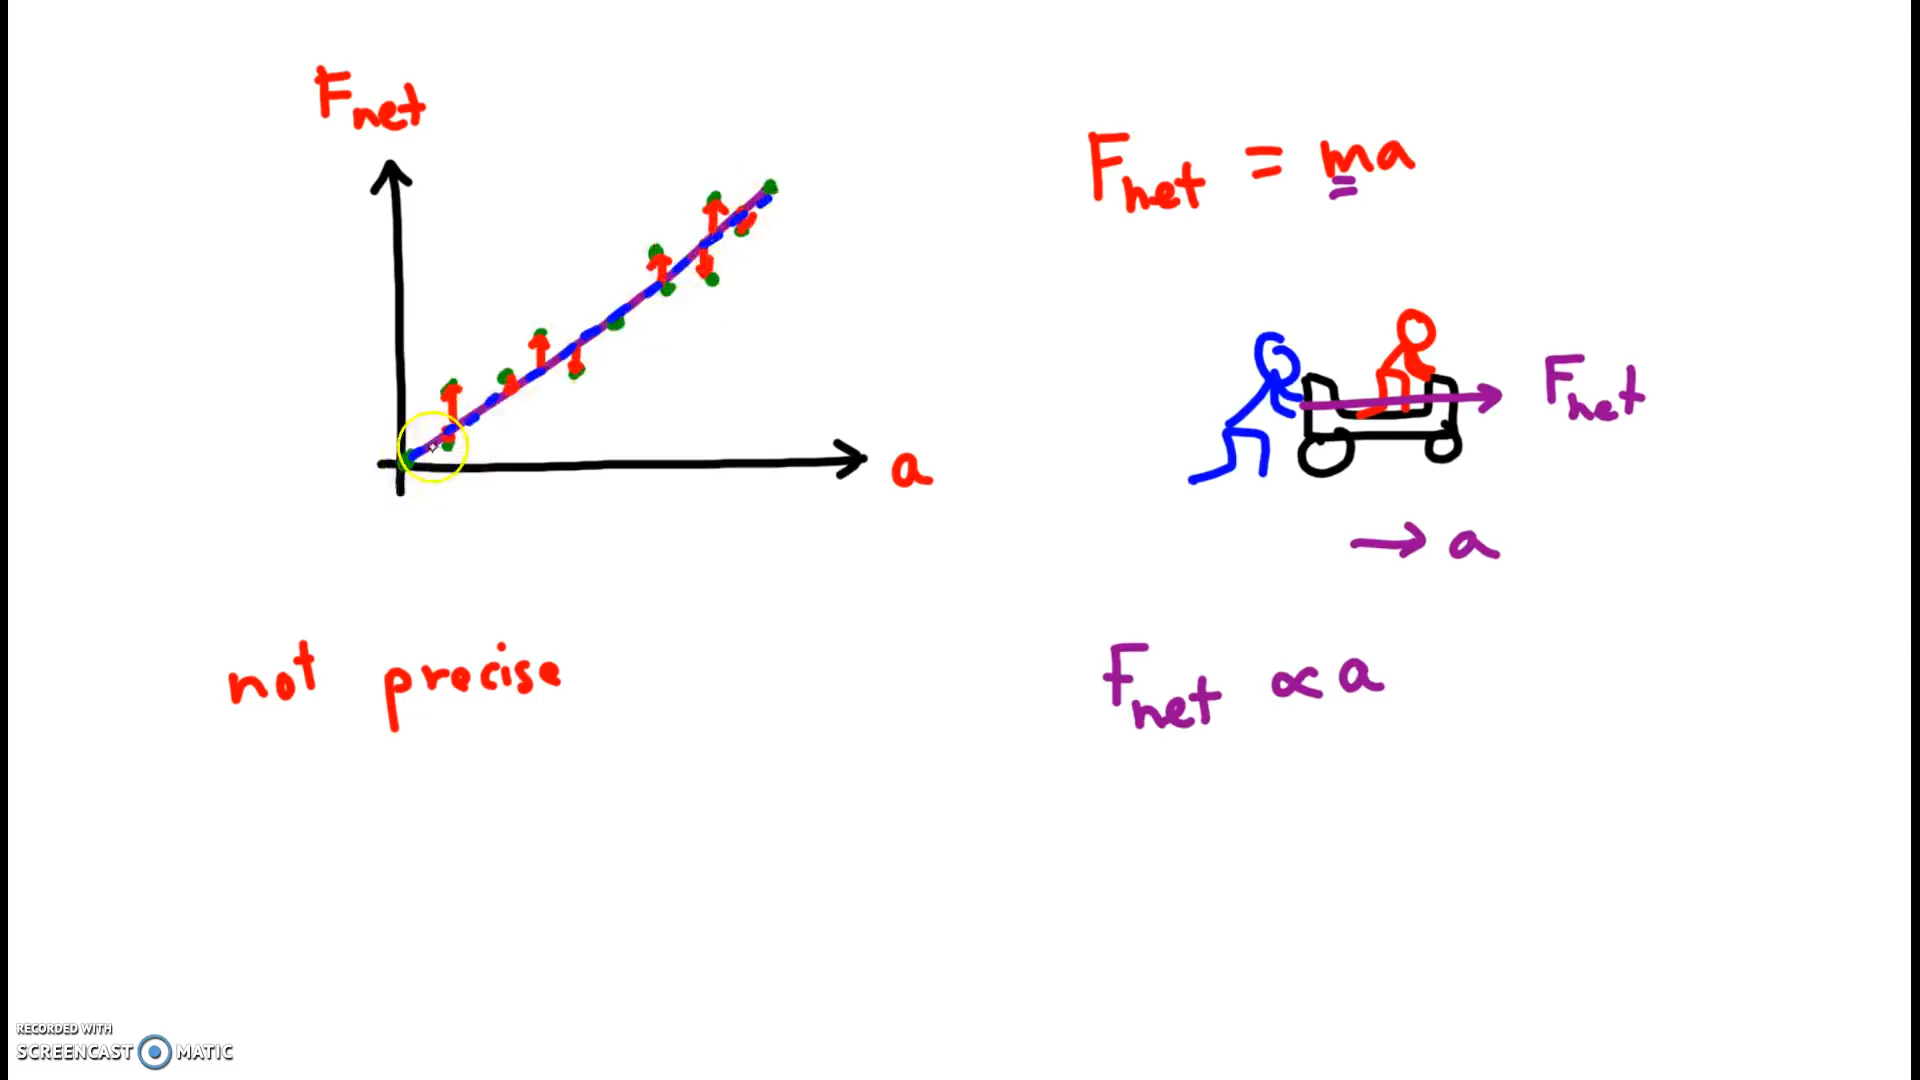 Fnet
a
not precise
Fnet = ma
Fnet
→ a
Fnet ∝ a
RECORDED WITH
SCREENCAST MATIC